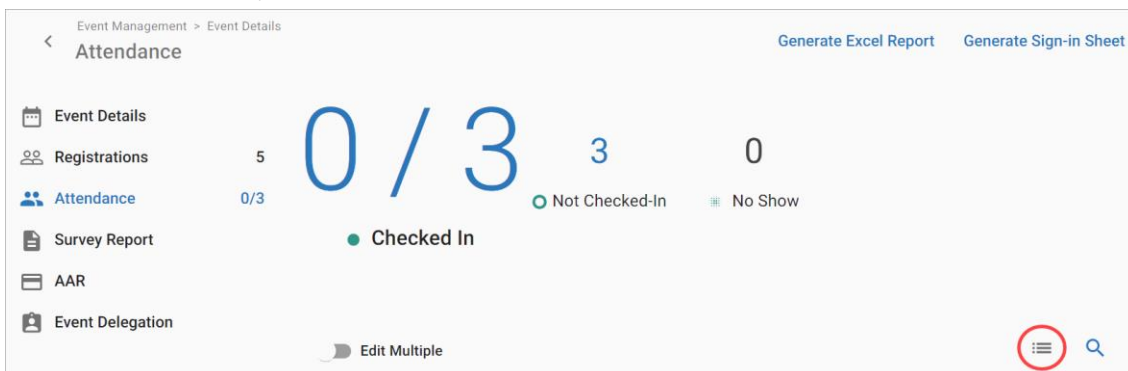 Event Management > Event Details
Attendance
Generate Excel Report Generate Sign-in Sheet
Event Details
Registrations 5
Attendance 0/3
Survey Report
AAR
Event Delegation
0 / 3
Checked In
3
Not Checked-In
0
No Show
Edit Multiple